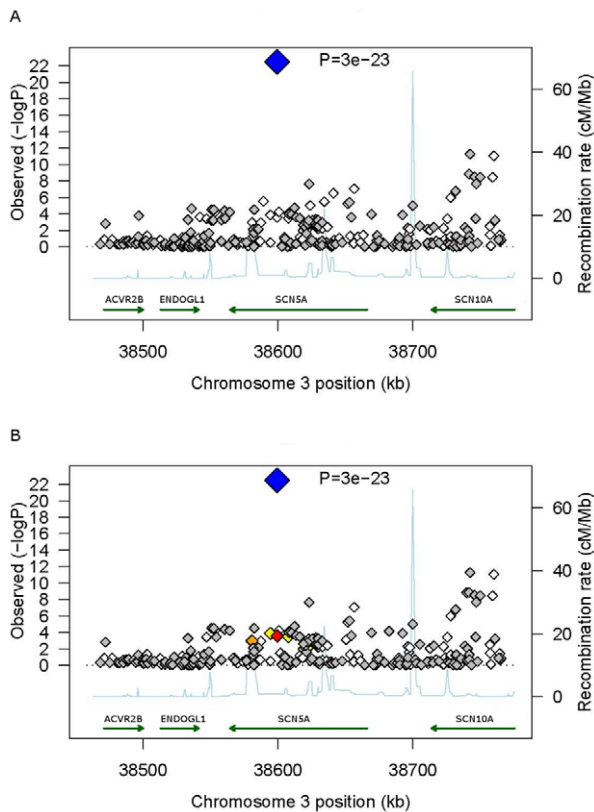 A
P=3e−23
22
20
18
16
14
12
10
8
6
4
2
0
Observed (−logP)
60
40
20
0
Recombination rate (cM/Mb)
ACVR2B ENDOGL1 SCN5A SCN10A
38500 38600 38700
Chromosome 3 position (kb)
B
P=3e−23
22
20
18
16
14
12
10
8
6
4
2
0
Observed (−logP)
60
40
20
0
Recombination rate (cM/Mb)
ACVR2B ENDOGL1 SCN5A SCN10A
38500 38600 38700
Chromosome 3 position (kb)